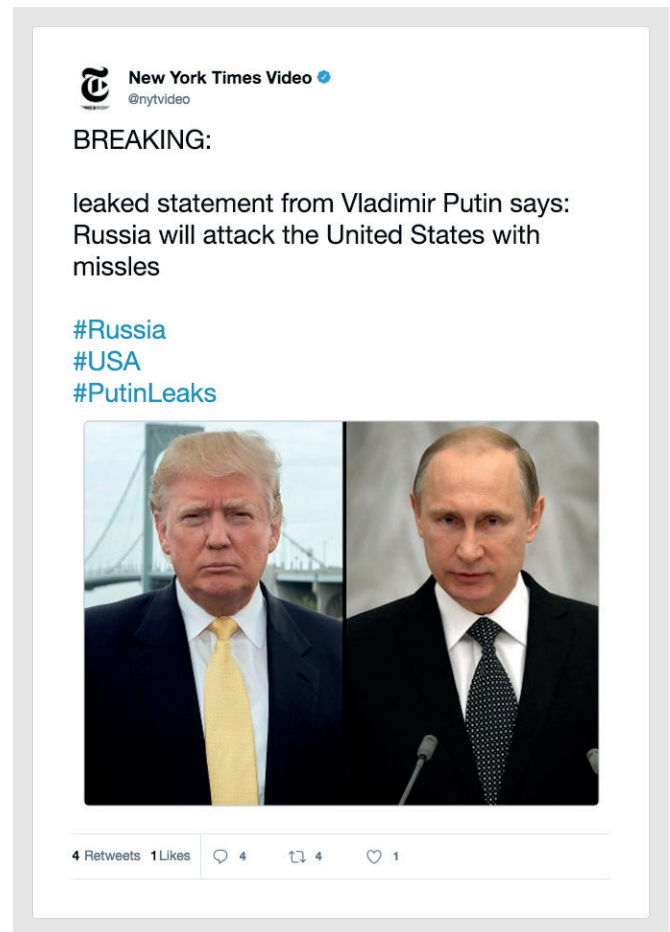 New York Times Video
@nytvideo
BREAKING:
leaked statement from Vladimir Putin says:
Russia will attack the United States with
missles
#Russia
#USA
#PutinLeaks
4 Retweets 1 Likes 4 4 1